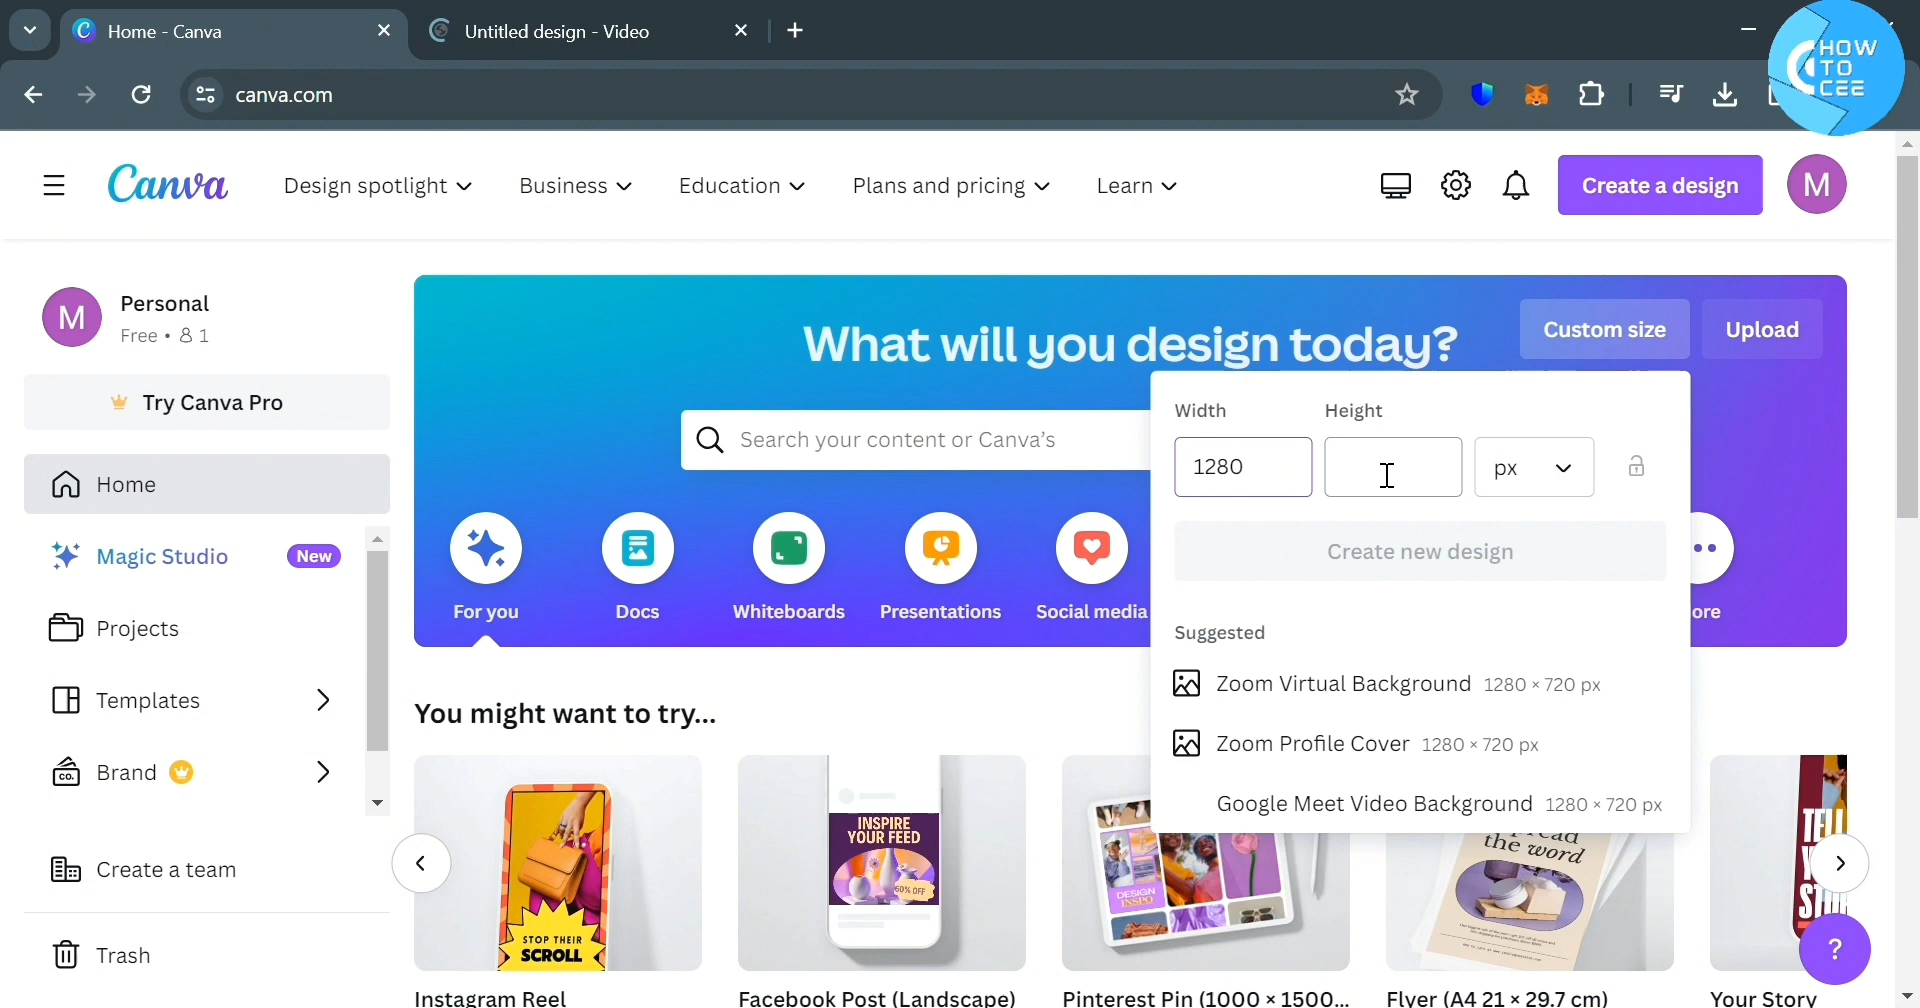 Home - Canva
Untitled design - Video
HOW
TO
CEE
canva.com
Canva
Design spotlight
Business
Education
Plans and pricing
Learn
Create a design
M
M
Personal
Free • 1
Try Canva Pro
Home
Magic Studio
New
Projects
Templates
CO.
Brand
Create a team
Trash
What will you design today?
Custom size
Upload
Search your content or Canva's
Width
Height
1280
px
Create new design
Suggested
Zoom Virtual Background 1280 × 720 px
Zoom Profile Cover 1280 × 720 px
Google Meet Video Background 1280 × 720 px
For you
Docs
Whiteboards
Presentations
Social media
ore
You might want to try...
STOP THEIR
SCROLL
INSPIRE
YOUR FEED
60% OFF
DESIGN
INSPO
read
the word
TELL
YO
STOR
?
Instagram Reel
Facebook Post (Landscape)
Pinterest Pin (1000 × 1500...
Flyer (A4 21 × 29.7 cm)
Your Story